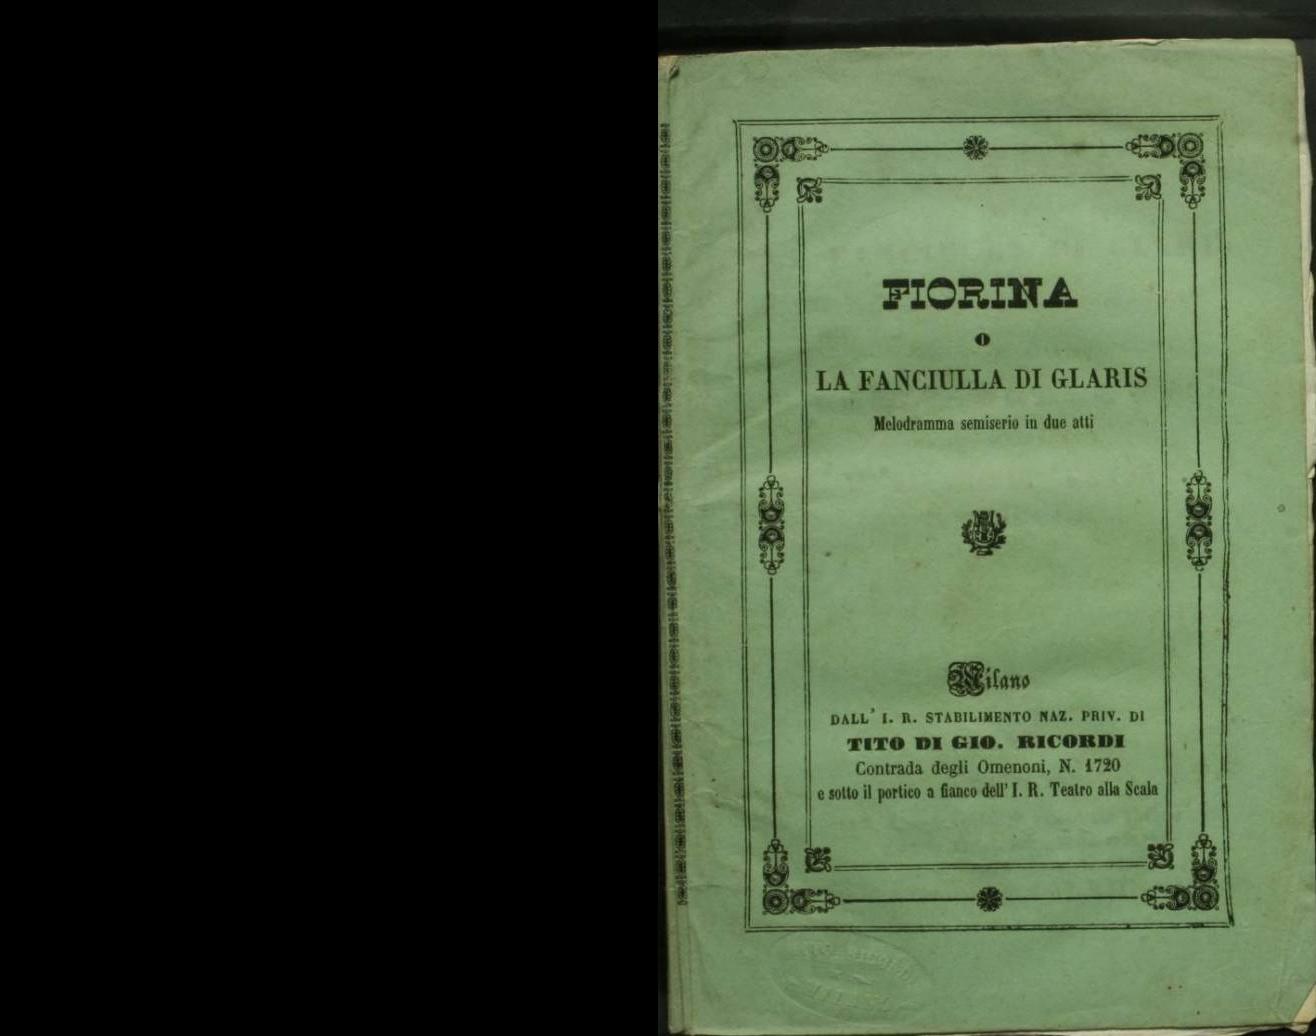 FIORINA
O
LA FANCIULLA DI GLARIS
Melodramma semiserio in due atti
Milano
DALL' I. R. STABILIMENTO NAZ. PRIV. DI
TITO DI GIO. RICORDI
Contrada degli Omenoni, N. 1720
e sotto il portico a fianco dell' I. R. Teatro alla Scala